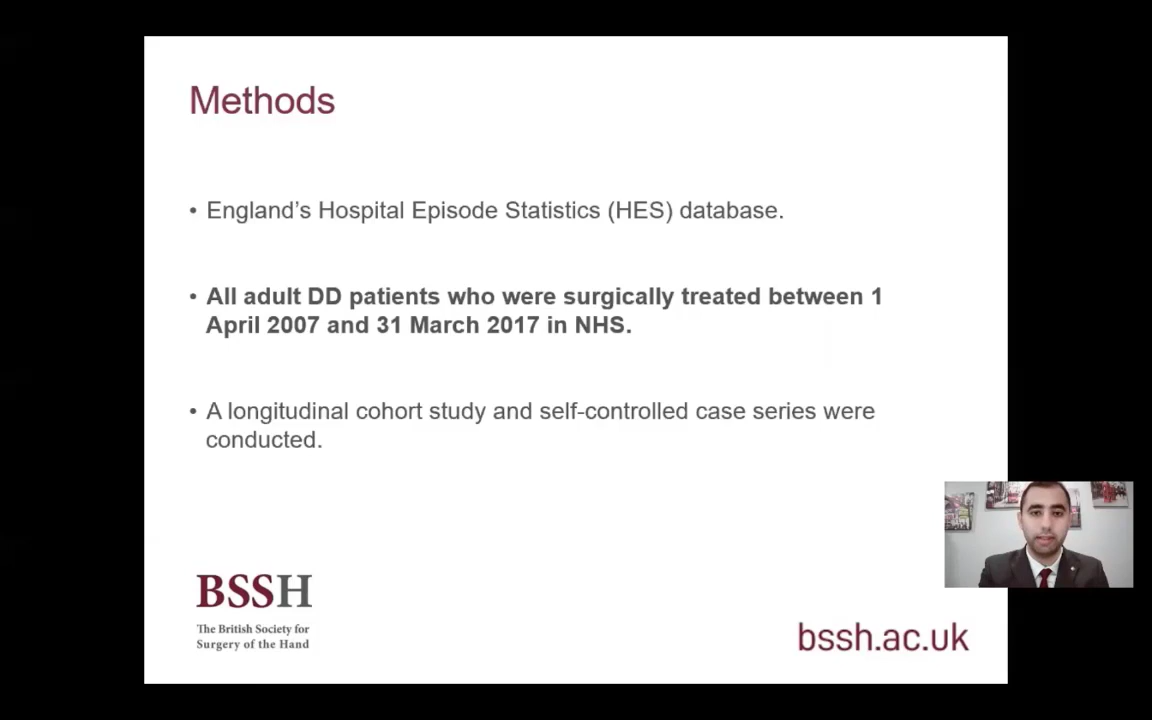 Methods
• England’s Hospital Episode Statistics (HES) database.
• All adult DD patients who were surgically treated between 1
April 2007 and 31 March 2017 in NHS.
• A longitudinal cohort study and self-controlled case series were
conducted.
BSSH
The British Society for
Surgery of the Hand
bssh.ac.uk